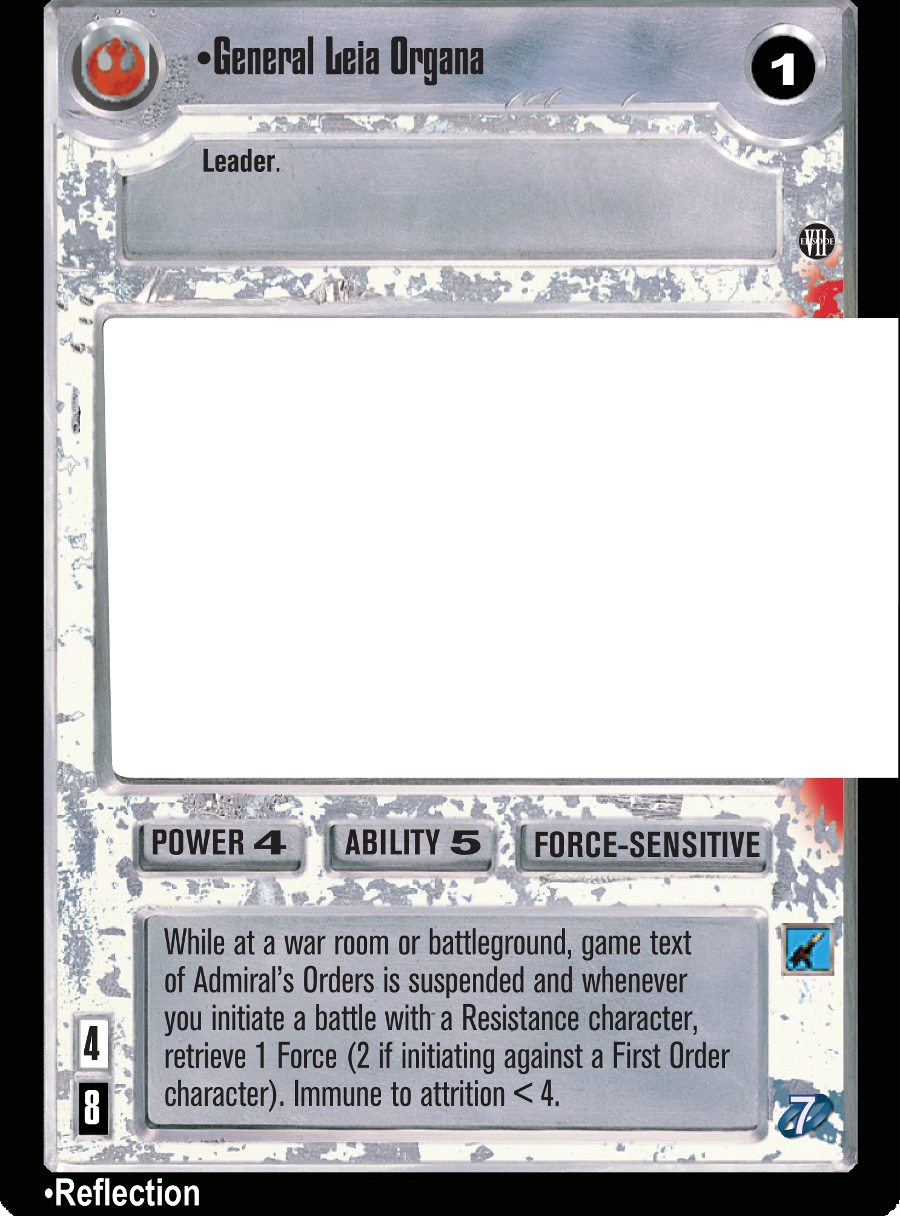 •General Leia Organa
1
Leader.
EPISODE
VII
POWER 4
ABILITY 5
FORCE-SENSITIVE
While at a war room or battleground, game text
of Admiral's Orders is suspended and whenever
you initiate a battle with a Resistance character,
retrieve 1 Force (2 if initiating against a First Order
character). Immune to attrition < 4.
4
8
7
•Reflection